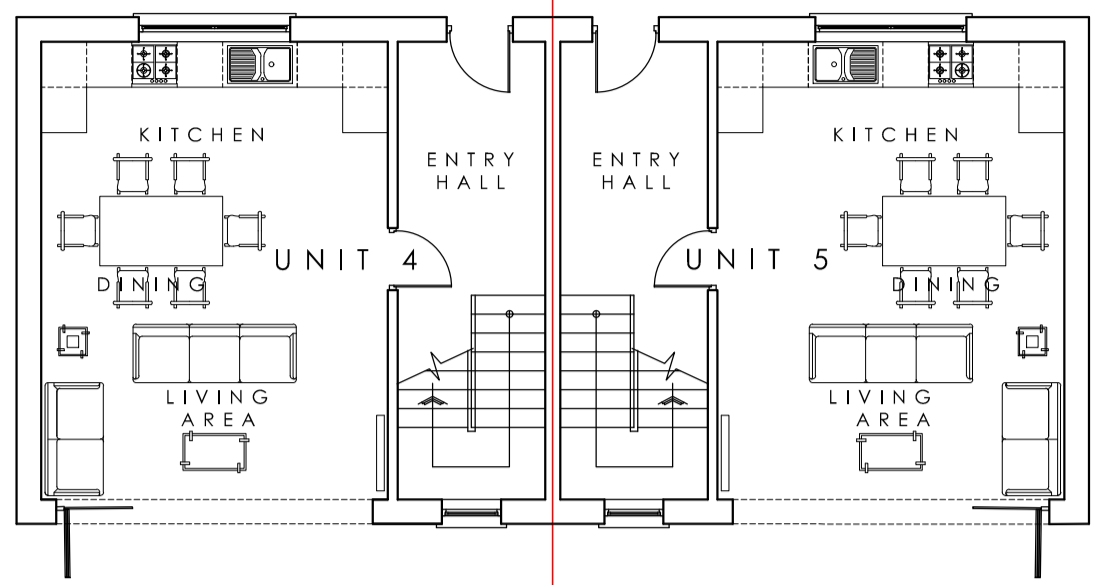 KITCHEN
ENTRY
HALL
UNIT 4
DINING
LIVING
AREA
ENTRY
HALL
KITCHEN
UNIT 5
DINING
LIVING
AREA